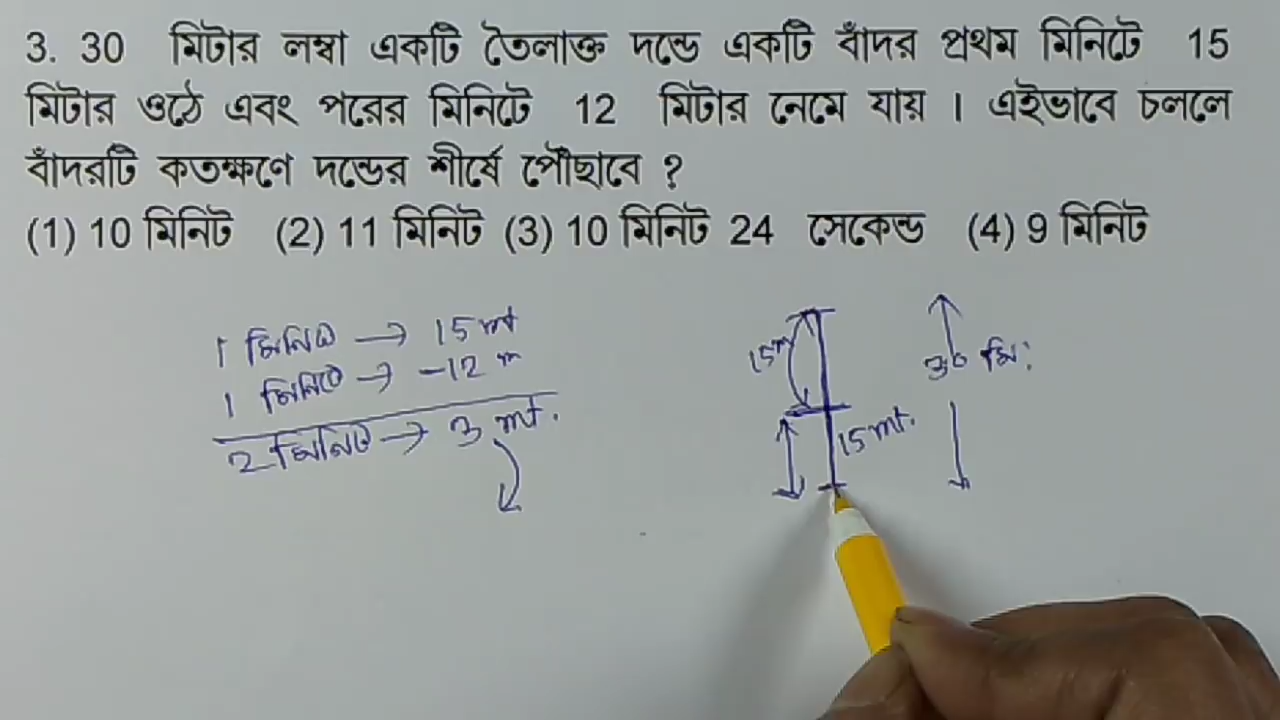 3. 30 মিটার লম্বা একটি তৈলাক্ত দন্ডে একটি বাঁদর প্রথম মিনিটে 15
মিটার ওঠে এবং পরের মিনিটে 12 মিটার নেমে যায় । এইভাবে চললে
বাঁদরটি কতক্ষণে দন্ডের শীর্ষে পৌছাবে ?
(1) 10 মিনিট (2) 11 মিনিট (3) 10 মিনিট 24 সেকেন্ড (4) 9 মিনিট
1 মিনিটে → 15 mt
1 মিনিটে → -12 m
2 মিনিটে → 3 mt.
15m
30 মি:
15 mt.